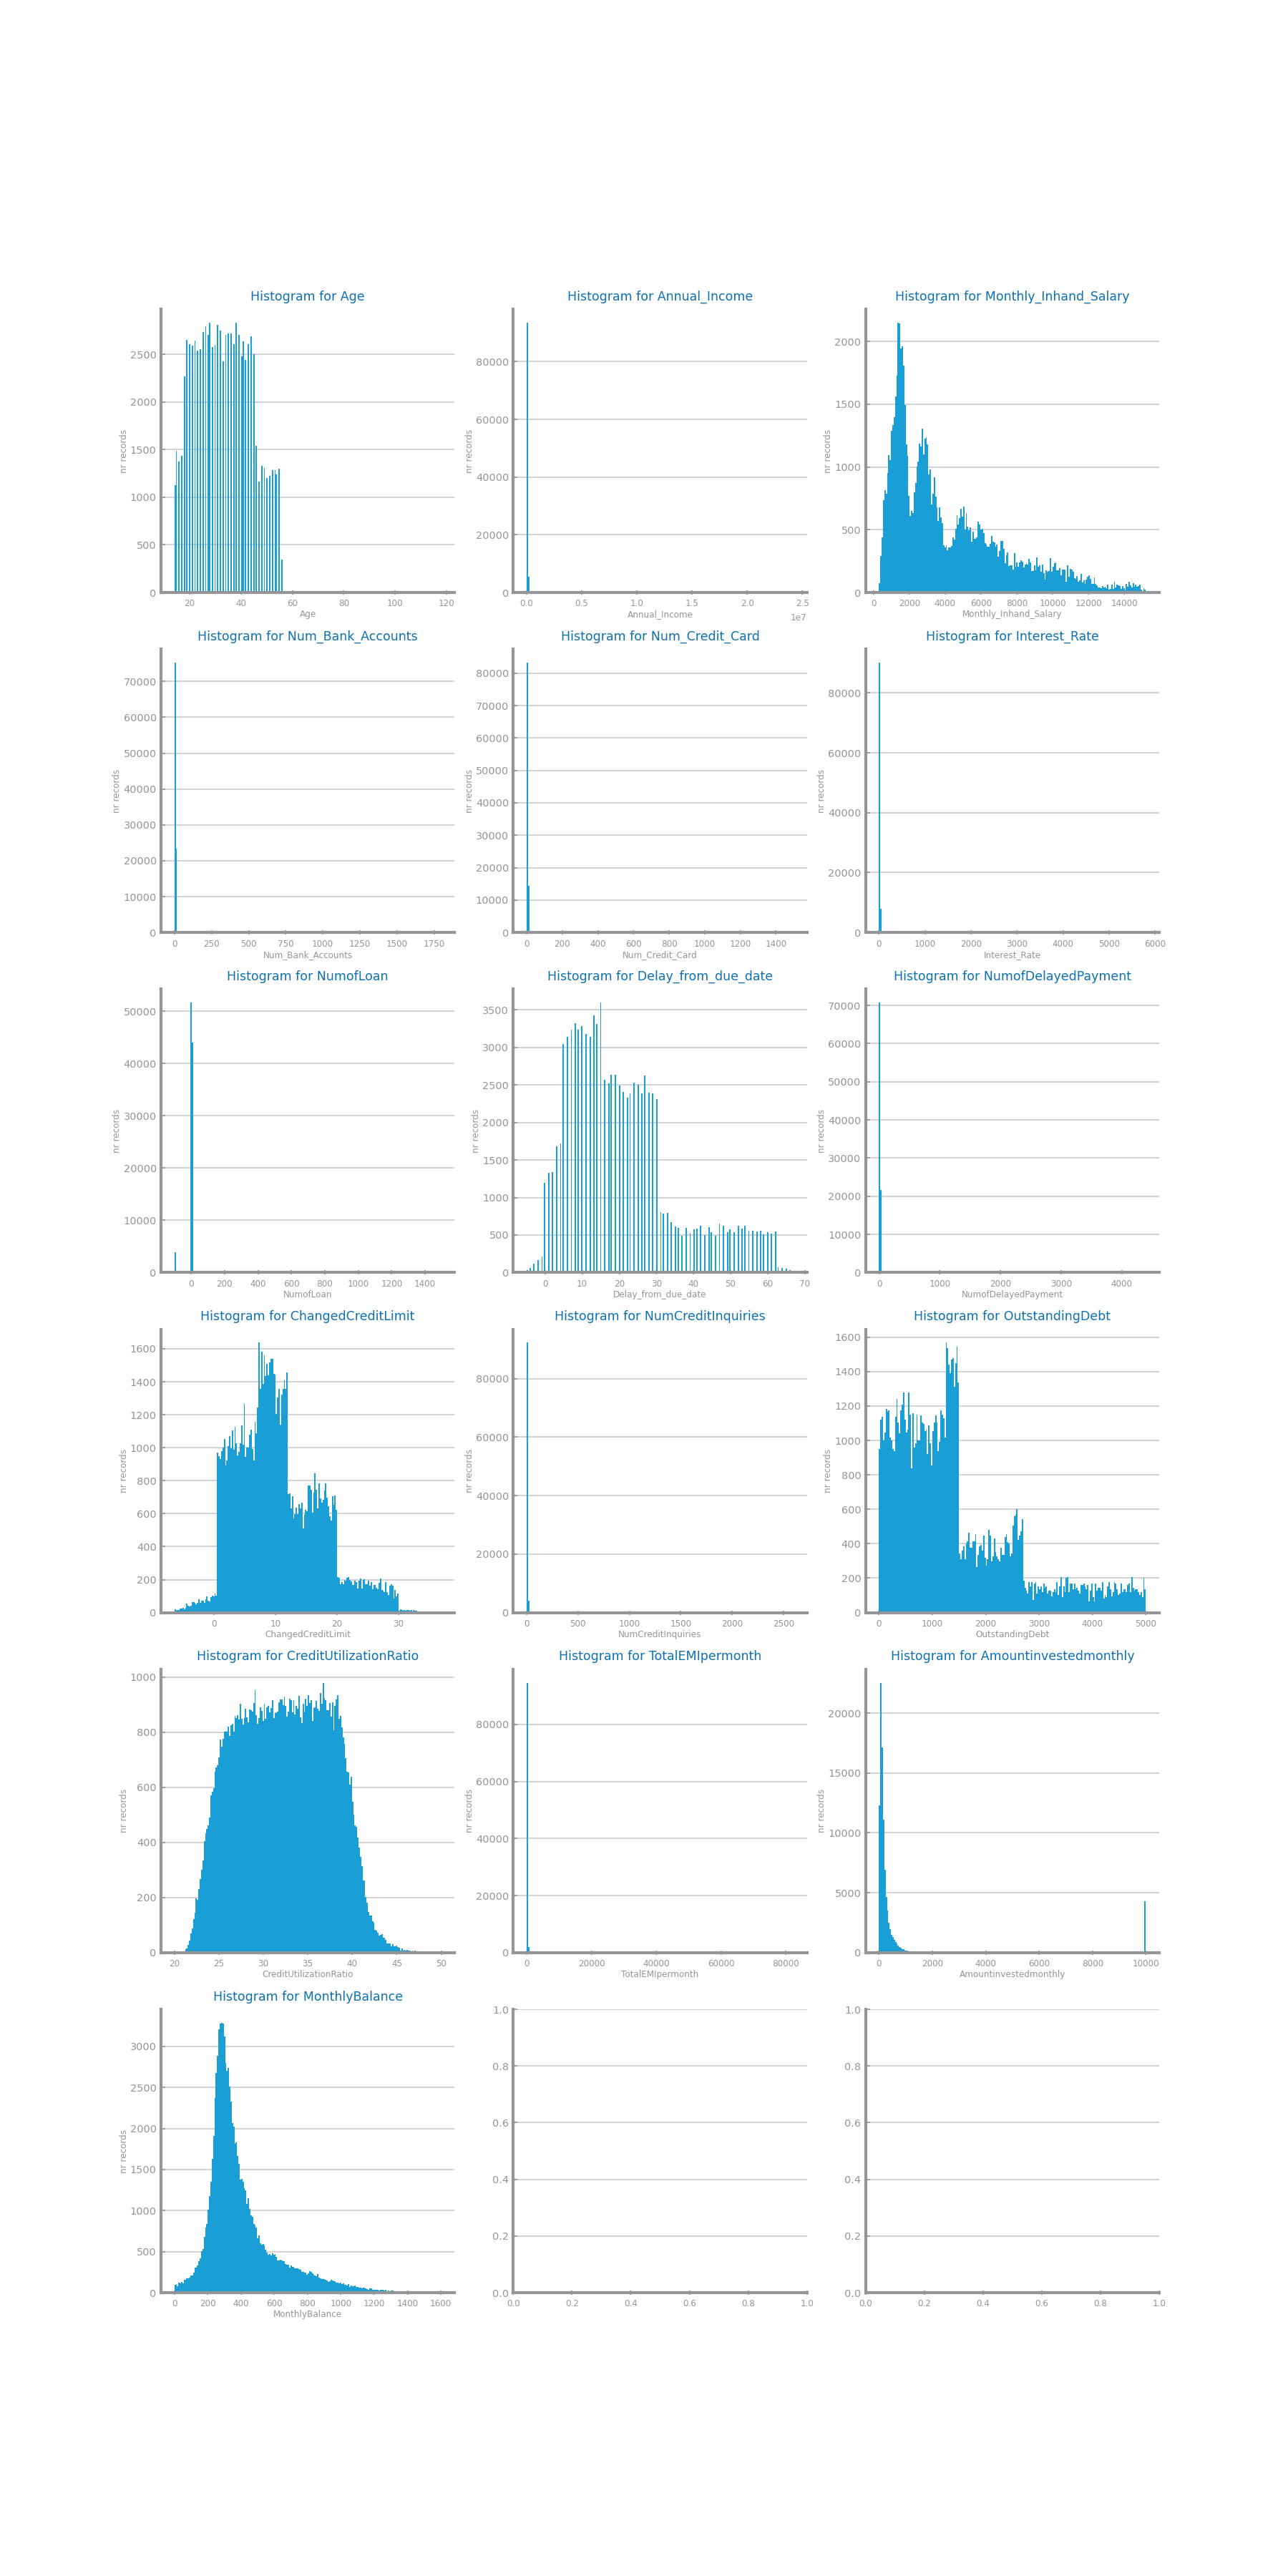 Histogram for Age
nr records
0
500
1000
1500
2000
2500
20 40 60 80 100 120
Age
Histogram for Annual_Income
nr records
0
20000
40000
60000
80000
0.0 0.5 1.0 1.5 2.0 2.5
1e7
Annual_Income
Histogram for Monthly_Inhand_Salary
nr records
0
500
1000
1500
2000
0 2000 4000 6000 8000 10000 12000 14000
Monthly_Inhand_Salary
Histogram for Num_Bank_Accounts
nr records
0
10000
20000
30000
40000
50000
60000
70000
0 250 500 750 1000 1250 1500 1750
Num_Bank_Accounts
Histogram for Num_Credit_Card
nr records
0
10000
20000
30000
40000
50000
60000
70000
80000
0 200 400 600 800 1000 1200 1400
Num_Credit_Card
Histogram for Interest_Rate
nr records
0
20000
40000
60000
80000
0 1000 2000 3000 4000 5000 6000
Interest_Rate
Histogram for NumofLoan
nr records
0
10000
20000
30000
40000
50000
0 200 400 600 800 1000 1200 1400
NumofLoan
Histogram for Delay_from_due_date
nr records
0
500
1000
1500
2000
2500
3000
3500
0 10 20 30 40 50 60 70
Delay_from_due_date
Histogram for NumofDelayedPayment
nr records
0
10000
20000
30000
40000
50000
60000
70000
0 1000 2000 3000 4000
NumofDelayedPayment
Histogram for ChangedCreditLimit
nr records
0
200
400
600
800
1000
1200
1400
1600
0 10 20 30
ChangedCreditLimit
Histogram for NumCreditInquiries
nr records
0
20000
40000
60000
80000
0 500 1000 1500 2000 2500
NumCreditInquiries
Histogram for OutstandingDebt
nr records
0
200
400
600
800
1000
1200
1400
1600
0 1000 2000 3000 4000 5000
OutstandingDebt
Histogram for CreditUtilizationRatio
nr records
0
200
400
600
800
1000
20 25 30 35 40 45 50
CreditUtilizationRatio
Histogram for TotalEMIpermonth
nr records
0
20000
40000
60000
80000
0 20000 40000 60000 80000
TotalEMIpermonth
Histogram for Amountinvestedmonthly
nr records
0
5000
10000
15000
20000
0 2000 4000 6000 8000 10000
Amountinvestedmonthly
Histogram for MonthlyBalance
nr records
0
500
1000
1500
2000
2500
3000
0 200 400 600 800 1000 1200 1400 1600
MonthlyBalance
0.0
0.2
0.4
0.6
0.8
1.0
0.0 0.2 0.4 0.6 0.8 1.0
0.0
0.2
0.4
0.6
0.8
1.0
0.0 0.2 0.4 0.6 0.8 1.0